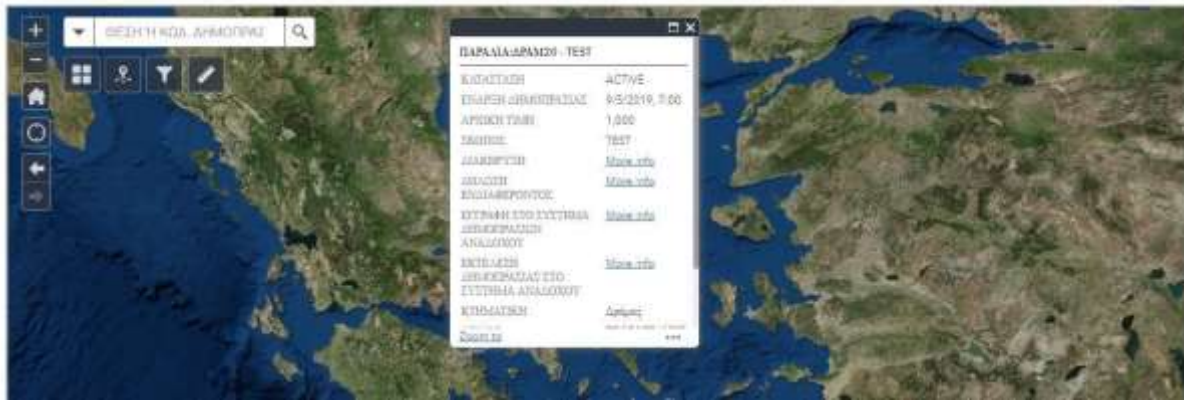 ΘΕΣΗ Ή ΚΩΔ. ΔΗΜΟΠΡΑΣ
ΠΑΡΑΛΙΑ:ΔΡΑΜ20 - TEST
ΚΑΤΑΣΤΑΣΗ ACTIVE
ΕΝΑΡΞΗ ΔΗΜΟΠΡΑΣΙΑΣ 9/5/2019, 7:00
ΑΡΧΙΚΗ ΤΙΜΗ 1,000
ΣΚΟΠΟΣ TEST
ΔΙΑΚΗΡΥΞΗ More info
ΔΗΛΩΣΗ More info
ΕΝΔΙΑΦΕΡΟΝΤΟΣ
ΕΓΓΡΑΦΗ ΣΤΟ ΣΥΣΤΗΜΑ More info
ΔΗΜΟΠΡΑΣΙΩΝ
ΑΝΑΔΟΧΟΥ
ΕΚΤΕΛΕΣΗ More info
ΔΗΜΟΠΡΑΣΙΑΣ ΣΤΟ
ΣΥΣΤΗΜΑ ΑΝΑΔΟΧΟΥ
ΚΤΗΜΑΤΙΚΗ Δράμας
Zoom to